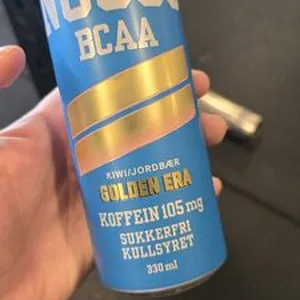 BCAA
KIWI/JORDBÆR
GOLDEN ERA
KOFFEIN 105 mg
SUKKERFRI
KULLSYRET
330 ml